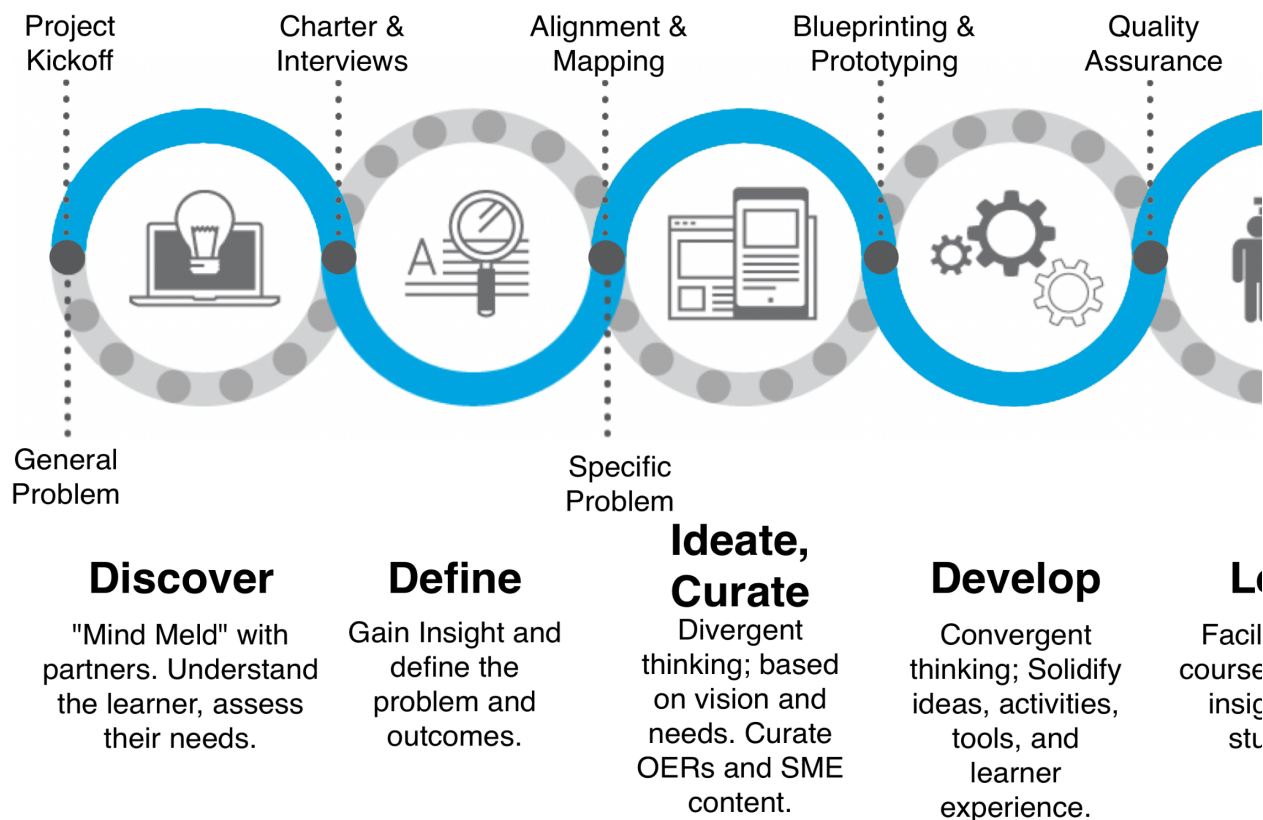 Project
Kickoff
Charter &
Interviews
Alignment &
Mapping
Blueprinting &
Prototyping
Quality
Assurance
A
General
Problem
Specific
Problem
Discover
"Mind Meld" with
partners. Understand
the learner, assess
their needs.
Define
Gain Insight and
define the
problem and
outcomes.
Ideate,
Curate
Divergent
thinking; based
on vision and
needs. Curate
OERs and SME
content.
Develop
Convergent
thinking; Solidify
ideas, activities,
tools, and
learner
experience.
course